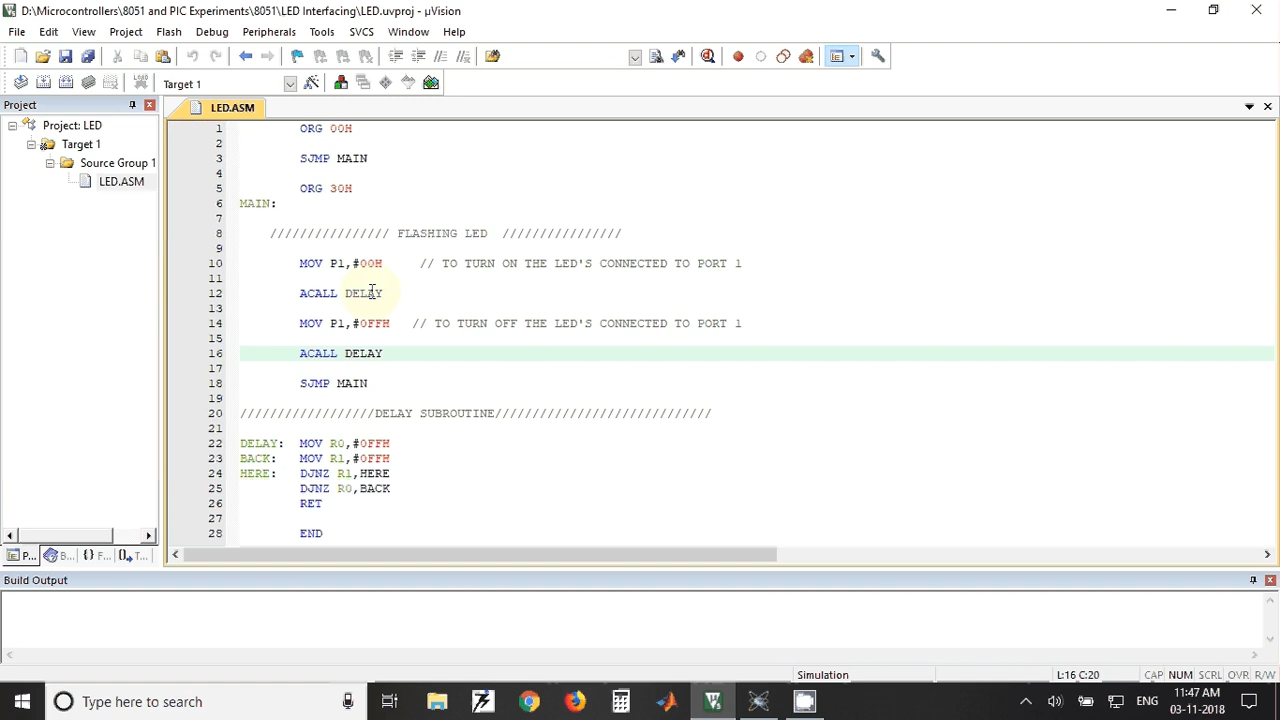 D:\Microcontrollers\8051 and PIC Experiments\8051\LED Interfacing\LED.uvproj - µVision
File Edit View Project Flash Debug Peripherals Tools SVCS Window Help
Target 1
Project
LED.ASM
Project: LED
Target 1
Source Group 1
LED.ASM
1 ORG 00H
2
3 SJMP MAIN
4
5 ORG 30H
6 MAIN:
7
8 //////////////// FLASHING LED ////////////////
9
10 MOV P1,#00H // TO TURN ON THE LED'S CONNECTED TO PORT 1
11
12 ACALL DELAY
13
14 MOV P1,#0FFH // TO TURN OFF THE LED'S CONNECTED TO PORT 1
15
16 ACALL DELAY
17
18 SJMP MAIN
19
20 //////////////////DELAY SUBROUTINE/////////////////////////////
21
22 DELAY: MOV R0,#0FFH
23 BACK: MOV R1,#0FFH
24 HERE: DJNZ R1,HERE
25 DJNZ R0,BACK
26 RET
27
28 END
P... B... {} F... T...
Build Output
Simulation L:16 C:20 CAP NUM SCRL OVR R/W
Type here to search
ENG
11:47 AM
03-11-2018